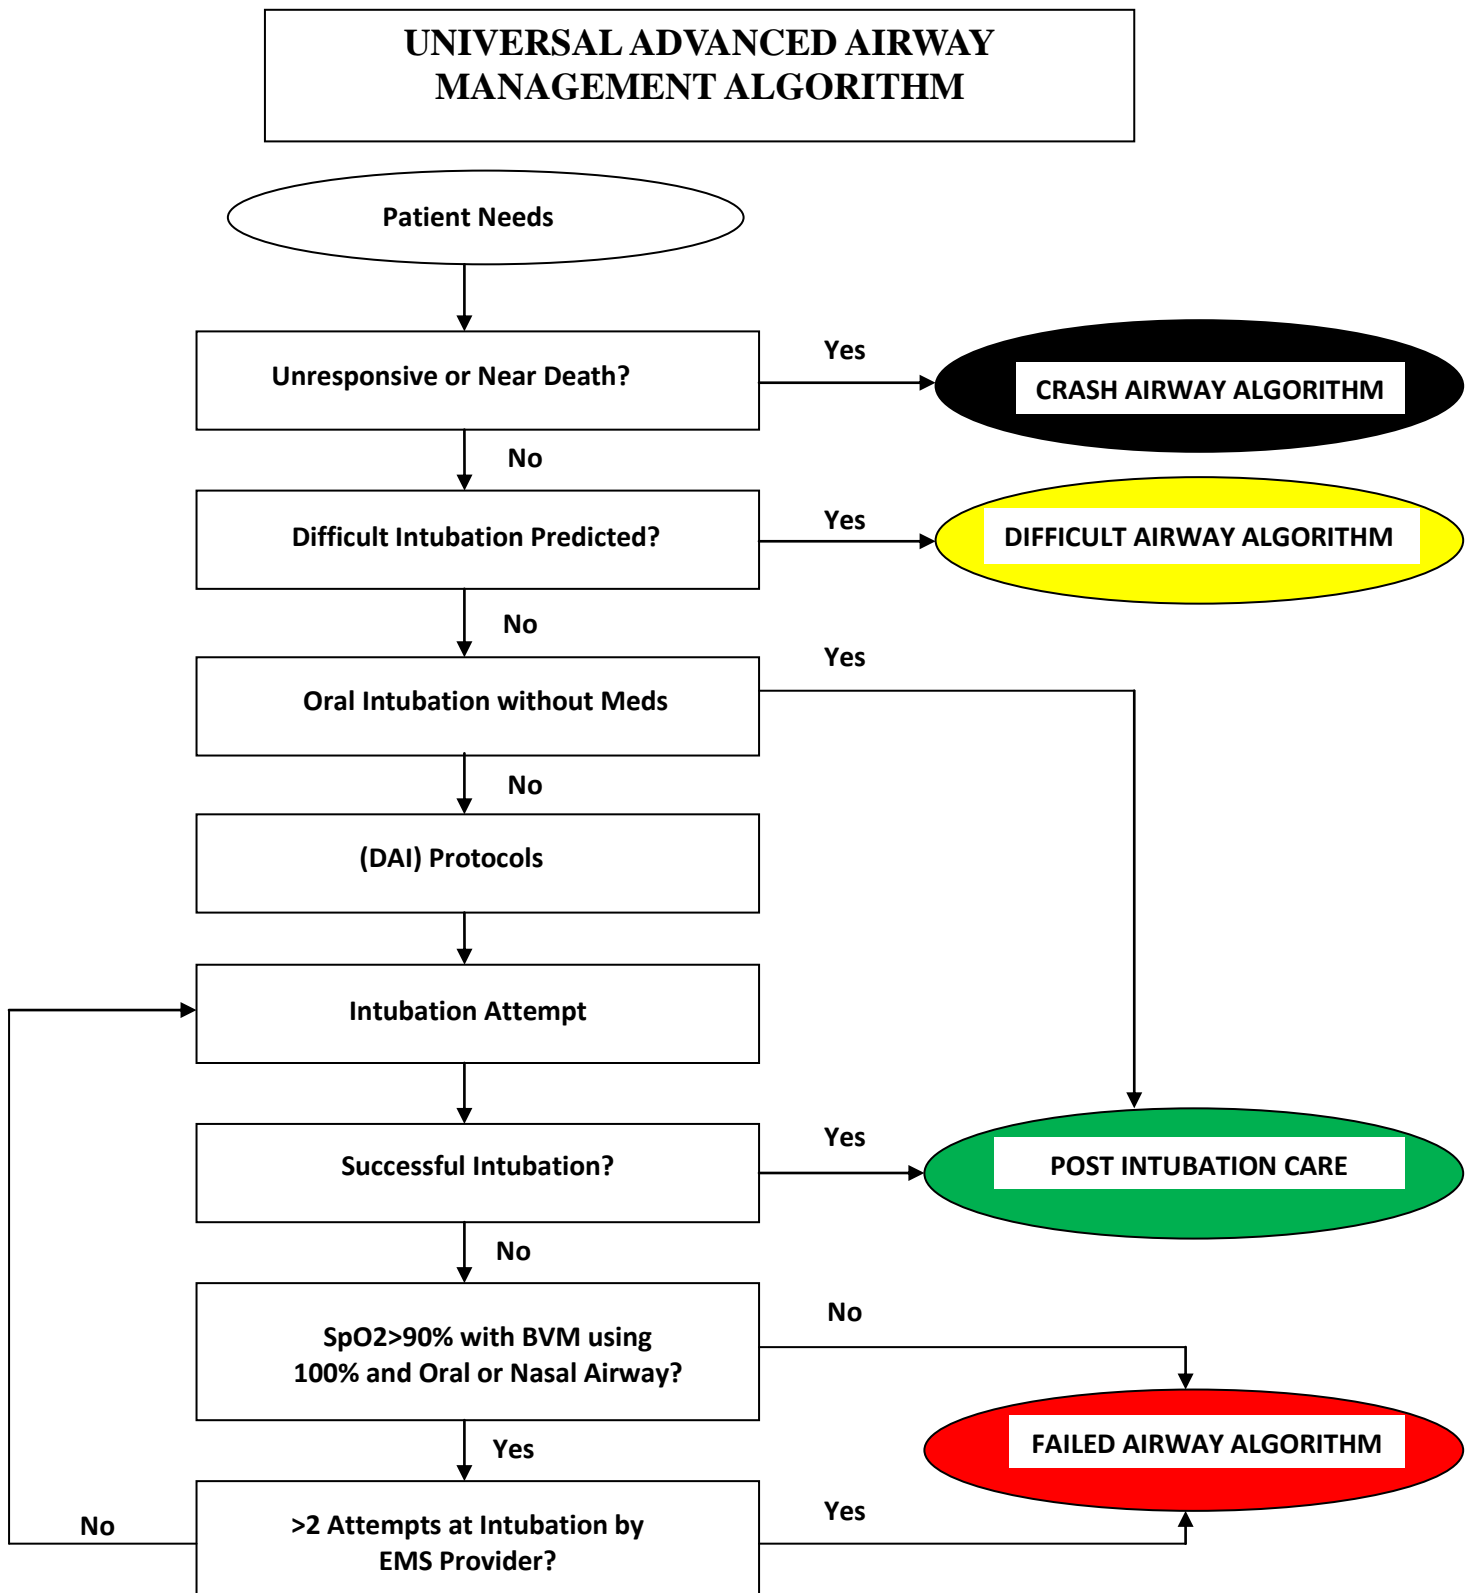 UNIVERSAL ADVANCED AIRWAY
MANAGEMENT ALGORITHM
Patient Needs
Unresponsive or Near Death?
Yes
CRASH AIRWAY ALGORITHM
No
Difficult Intubation Predicted?
Yes
DIFFICULT AIRWAY ALGORITHM
No
Oral Intubation without Meds
Yes
No
(DAI) Protocols
Intubation Attempt
Successful Intubation?
Yes
POST INTUBATION CARE
No
SpO2>90% with BVM using
100% and Oral or Nasal Airway?
No
FAILED AIRWAY ALGORITHM
Yes
>2 Attempts at Intubation by
EMS Provider?
Yes
No